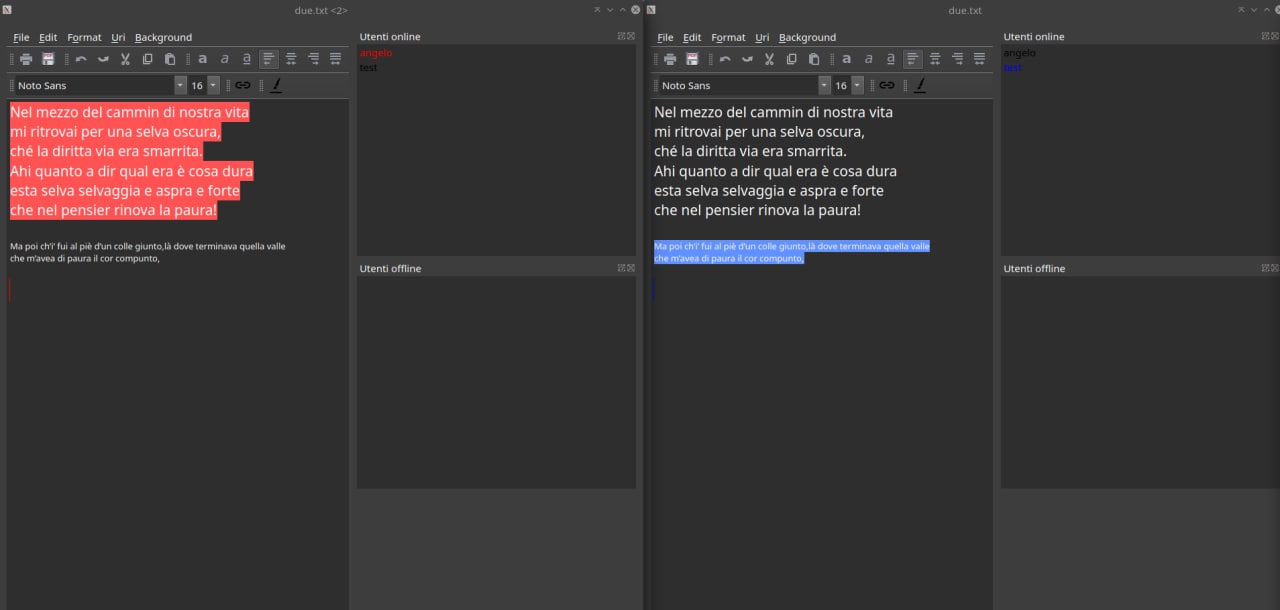 due.txt <2>
File Edit Format Uri Background
a a a
Noto Sans 16
Nel mezzo del cammin di nostra vita
mi ritrovai per una selva oscura,
ché la diritta via era smarrita.
Ahi quanto a dir qual era è cosa dura
esta selva selvaggia e aspra e forte
che nel pensier rinova la paura!
Ma poi ch'i' fui al piè d'un colle giunto,là dove terminava quella valle
che m'avea di paura il cor compunto,
Utenti online
angelo
test
Utenti offline
due.txt
File Edit Format Uri Background
a a a
Noto Sans 16
Nel mezzo del cammin di nostra vita
mi ritrovai per una selva oscura,
ché la diritta via era smarrita.
Ahi quanto a dir qual era è cosa dura
esta selva selvaggia e aspra e forte
che nel pensier rinova la paura!
Ma poi ch'i' fui al piè d'un colle giunto,là dove terminava quella valle
che m'avea di paura il cor compunto,
Utenti online
angelo
test
Utenti offline